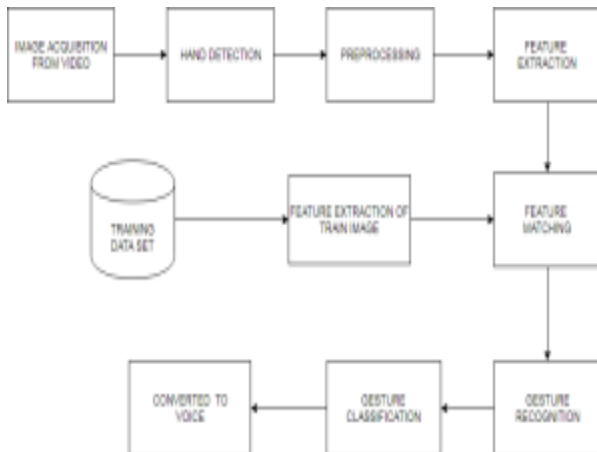 IMAGE ACQUISITION
FROM VIDEO
HAND DETECTION
PREPROCESSING
FEATURE
EXTRACTION
TRAINING
DATA SET
FEATURE EXTRACTION OF
TRAIN IMAGE
FEATURE
MATCHING
CONVERTED TO
VOICE
GESTURE
CLASSIFICATION
GESTURE
RECOGNITION